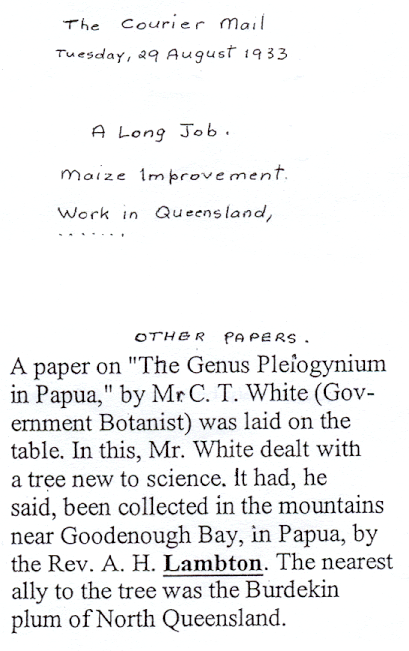 The Courier Mail
Tuesday, 29 August 1933
A Long Job.
Maize Improvement.
Work in Queensland,
.......
OTHER PAPERS.
A paper on "The Genus Pleiogynium
in Papua," by Mr C. T. White (Gov-
ernment Botanist) was laid on the
table. In this, Mr. White dealt with
a tree new to science. It had, he
said, been collected in the mountains
near Goodenough Bay, in Papua, by
the Rev. A. H. Lambton. The nearest
ally to the tree was the Burdekin
plum of North Queensland.